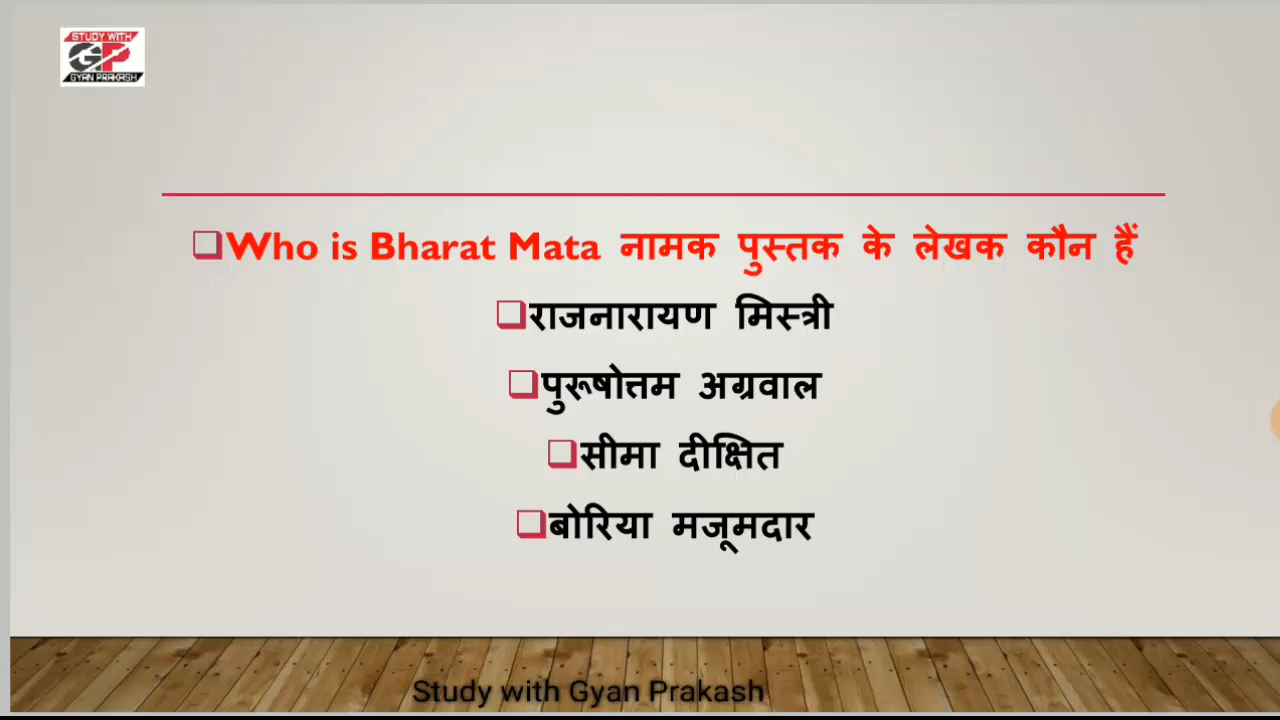 STUDY WITH
GP
GYAN PRAKASH
Who is Bharat Mata नामक पुस्तक के लेखक कौन हैं
राजनारायण मिस्त्री
पुरूषोत्तम अग्रवाल
सीमा दीक्षित
बोरिया मजूमदार
Study with Gyan Prakash